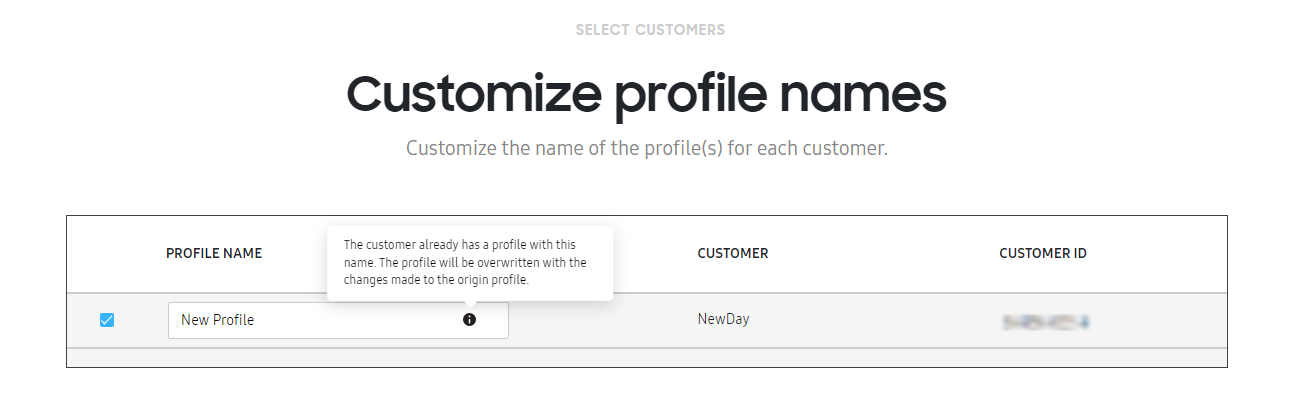 SELECT CUSTOMERS
Customize profile names
Customize the name of the profile(s) for each customer.
PROFILE NAME
The customer already has a profile with this
name. The profile will be overwritten with the
changes made to the origin profile.
CUSTOMER
CUSTOMER ID
New Profile
NewDay